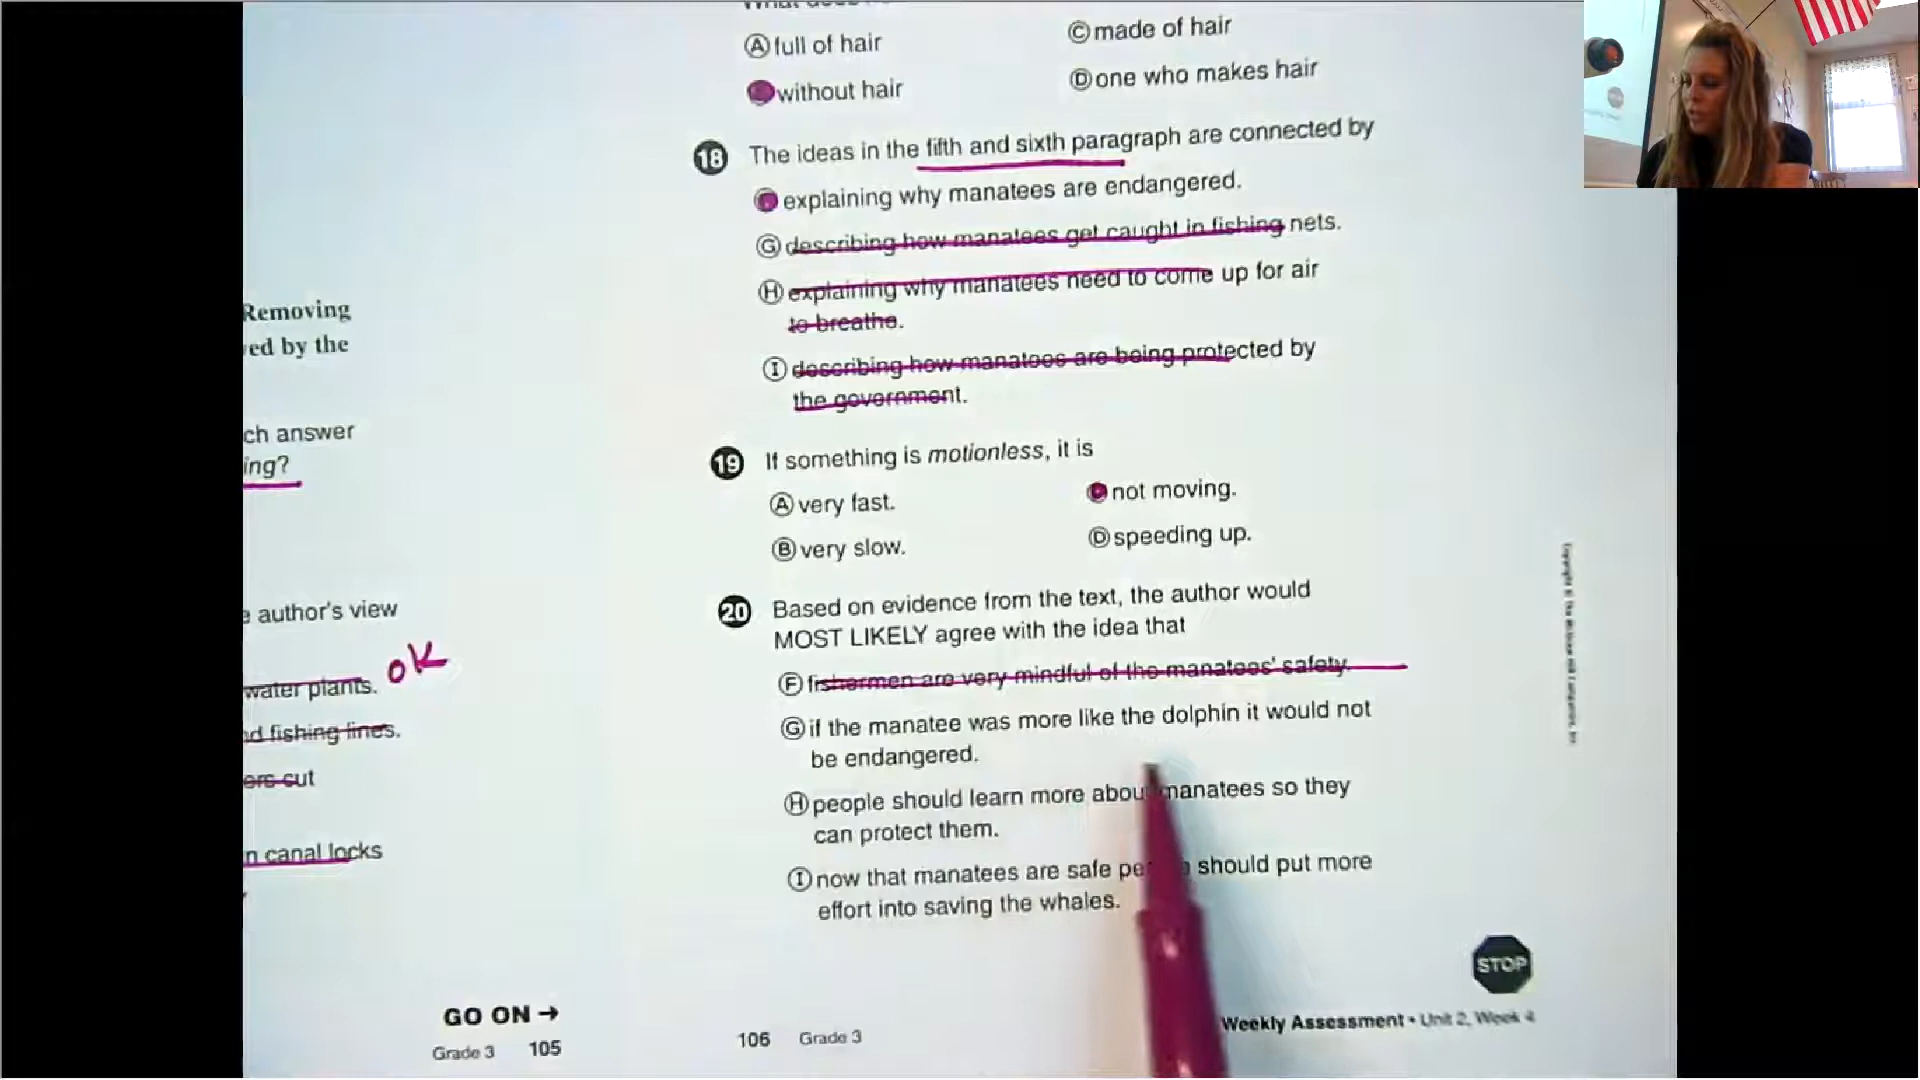 Removing
ed by the
ch answer
ing?
author's view
water plants. OK
fishing lines.
cut
n canal locks
GO ON →
Grade 3 105
Ⓐ full of hair
Ⓒ made of hair
without hair
Ⓓ one who makes hair
18 The ideas in the fifth and sixth paragraph are connected by
explaining why manatees are endangered.
Ⓖ describing how manatees get caught in fishing nets.
Ⓗ explaining why manatees need to come up for air
to breathe.
Ⓘ describing how manatees are being protected by
the government.
19 If something is motionless, it is
Ⓐ very fast.
not moving.
Ⓑ very slow.
Ⓓ speeding up.
20 Based on evidence from the text, the author would
MOST LIKELY agree with the idea that
Ⓕ fishermen are very mindful of the manatees' safety.
Ⓖ if the manatee was more like the dolphin it would not
be endangered.
Ⓗ people should learn more about manatees so they
can protect them.
Ⓘ now that manatees are safe should put more
effort into saving the whales.
STOP
106 Grade 3
Weekly Assessment • Unit 2, Week 4